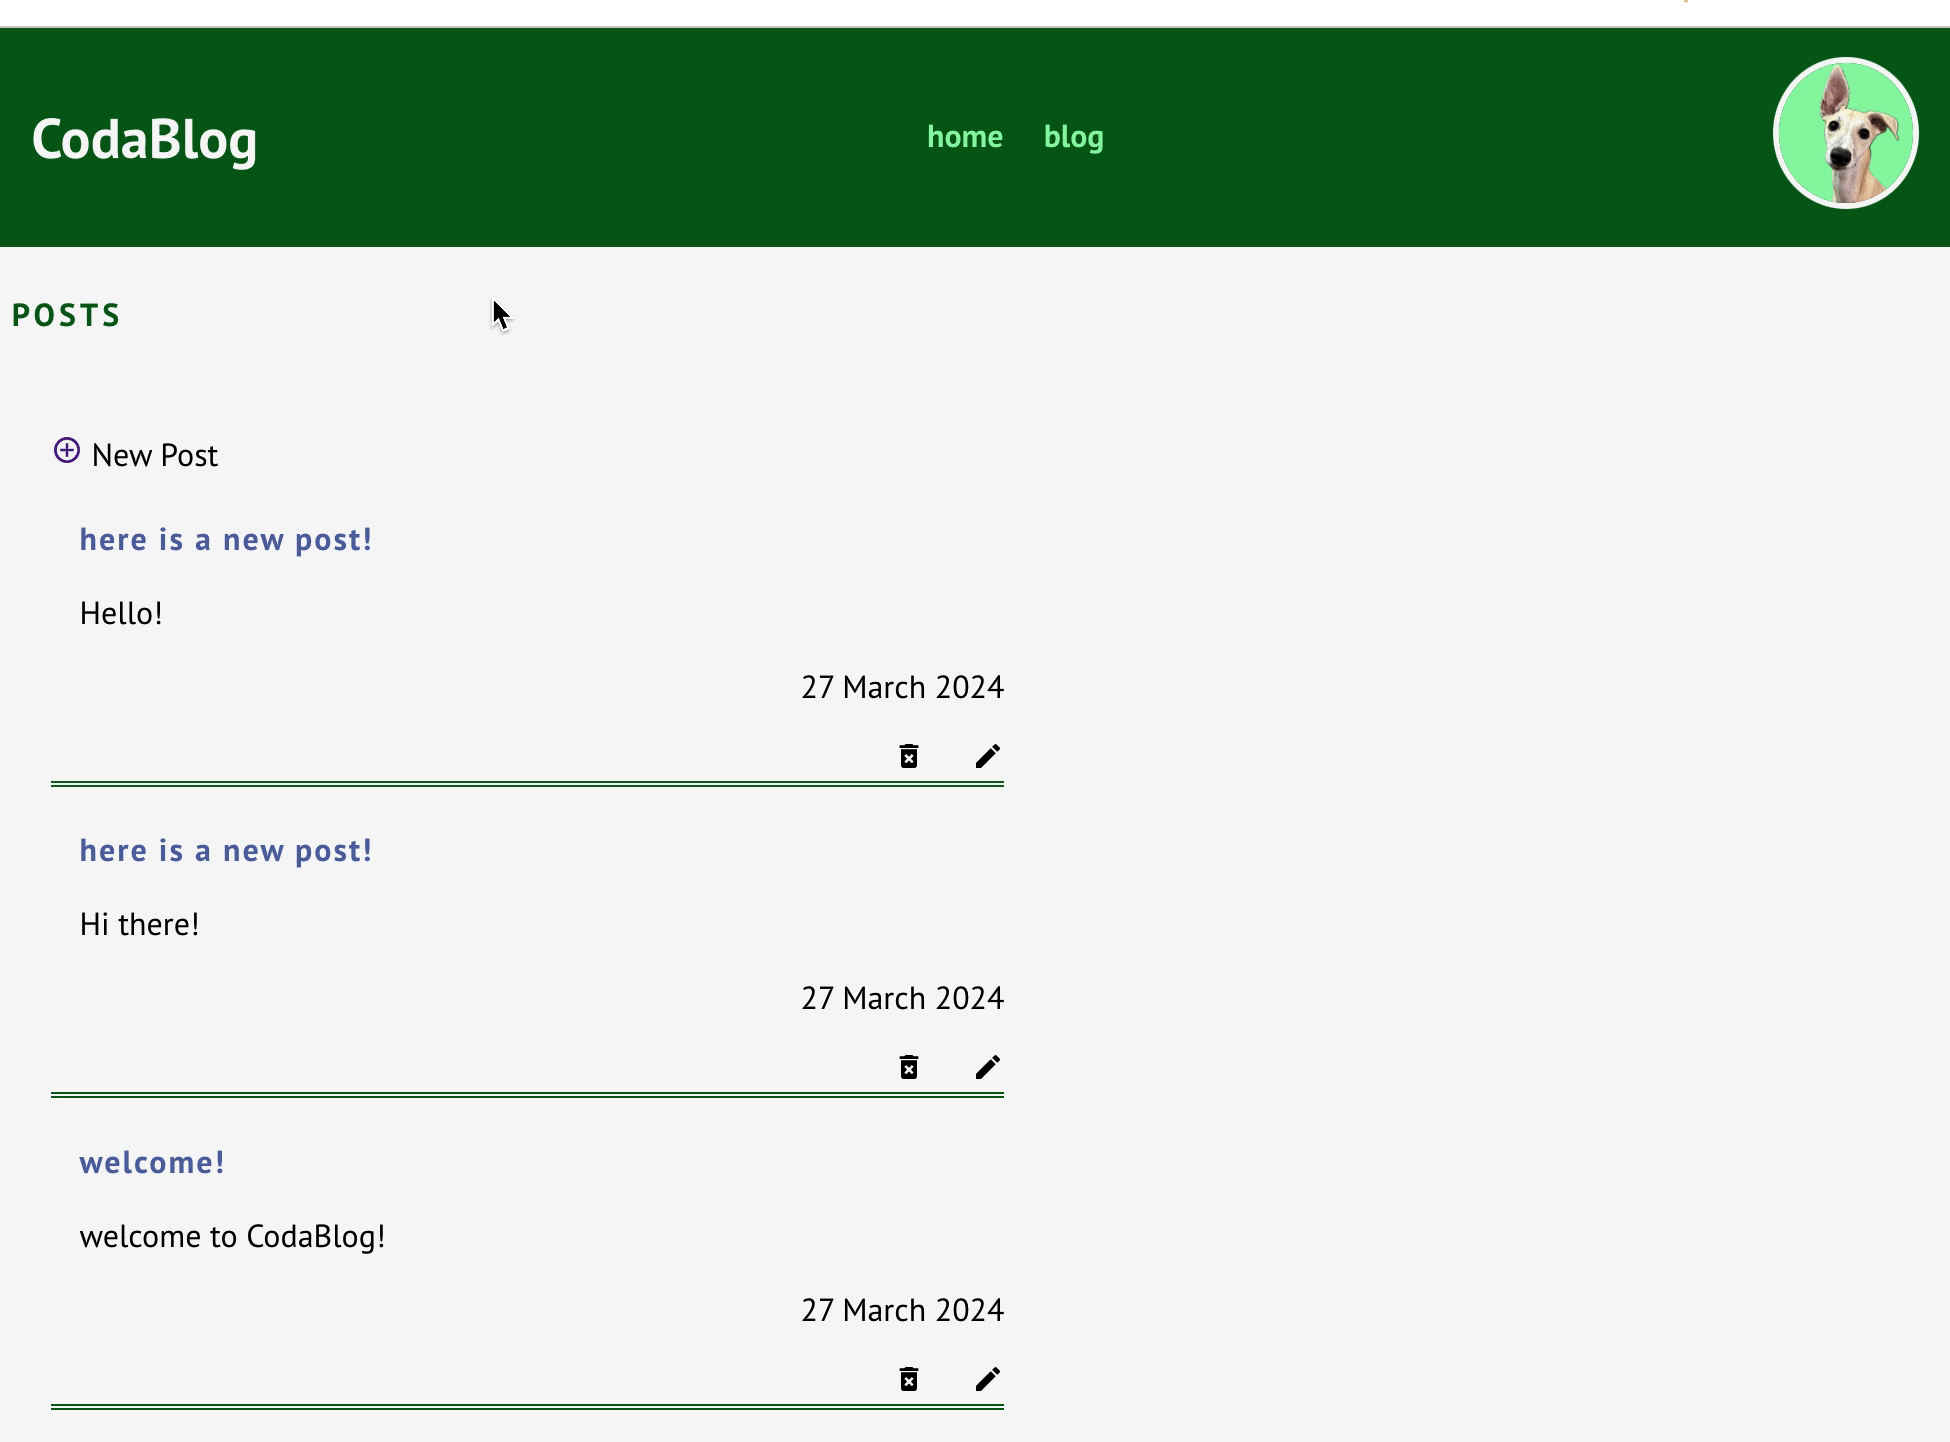 CodaBlog
home blog
POSTS
New Post
here is a new post!
Hello!
27 March 2024
here is a new post!
Hi there!
27 March 2024
welcome!
welcome to CodaBlog!
27 March 2024